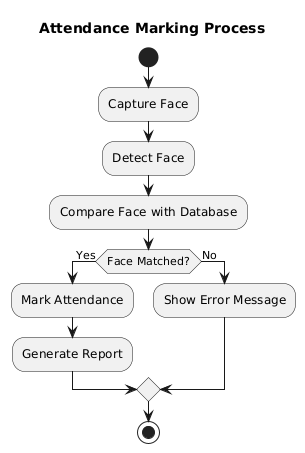 Attendance Marking Process
Capture Face
Detect Face
Compare Face with Database
Face Matched?
Yes
No
Mark Attendance
Show Error Message
Generate Report